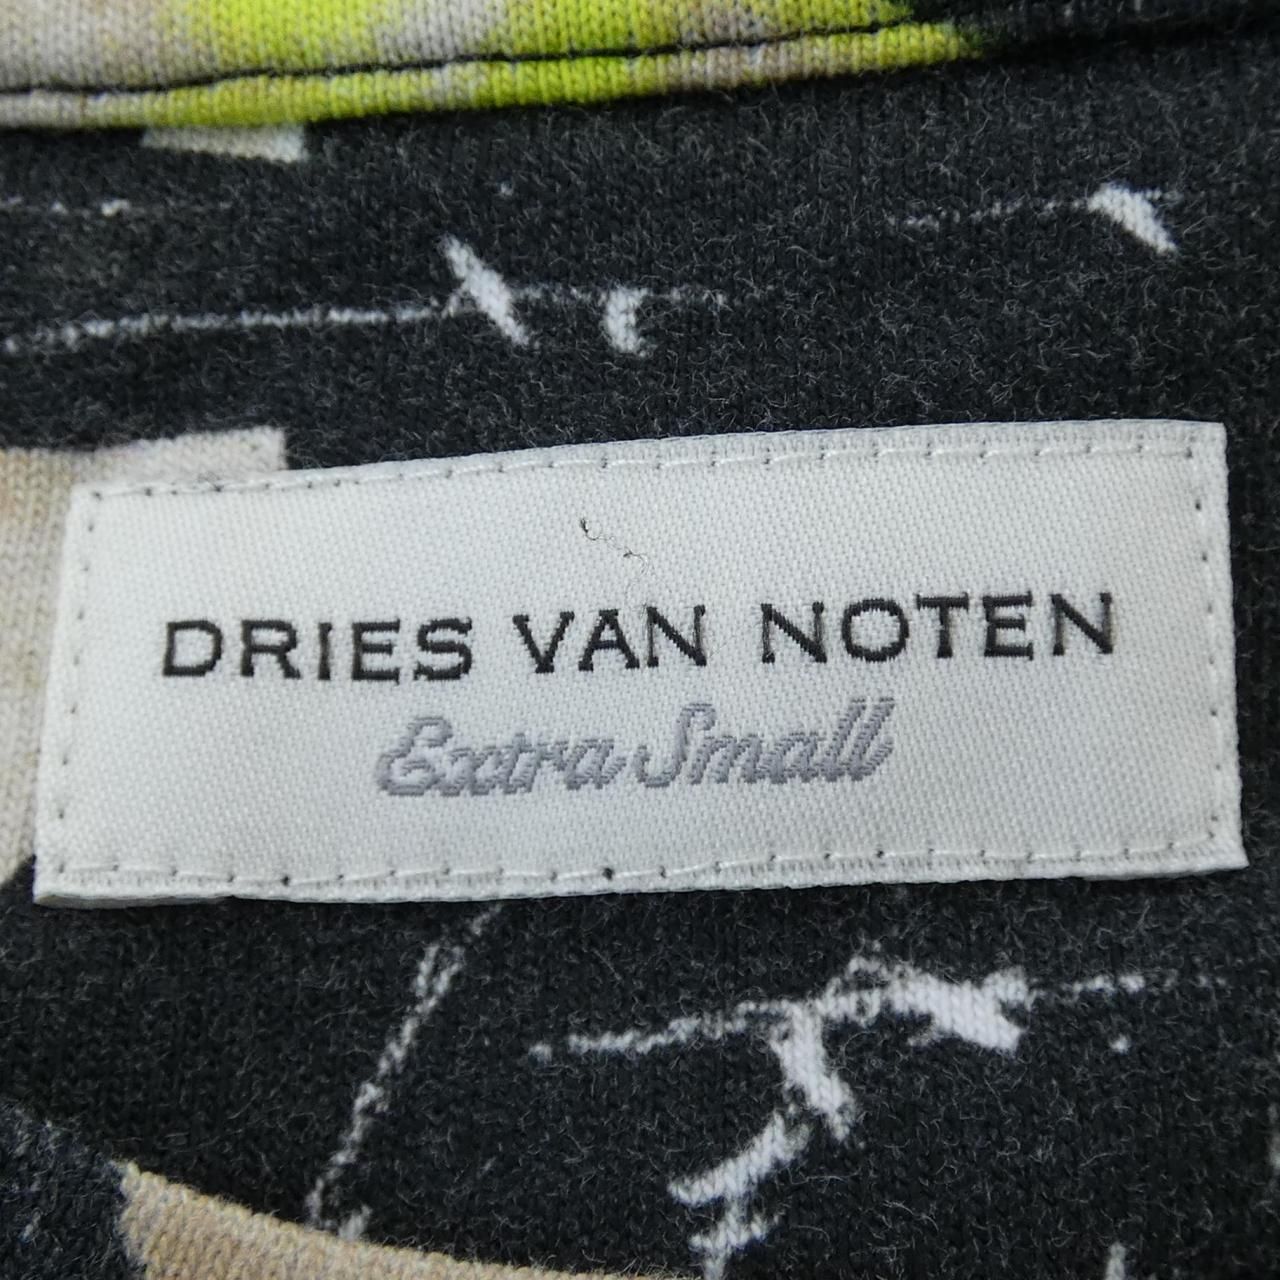 DRIES VAN NOTEN
Extra Small